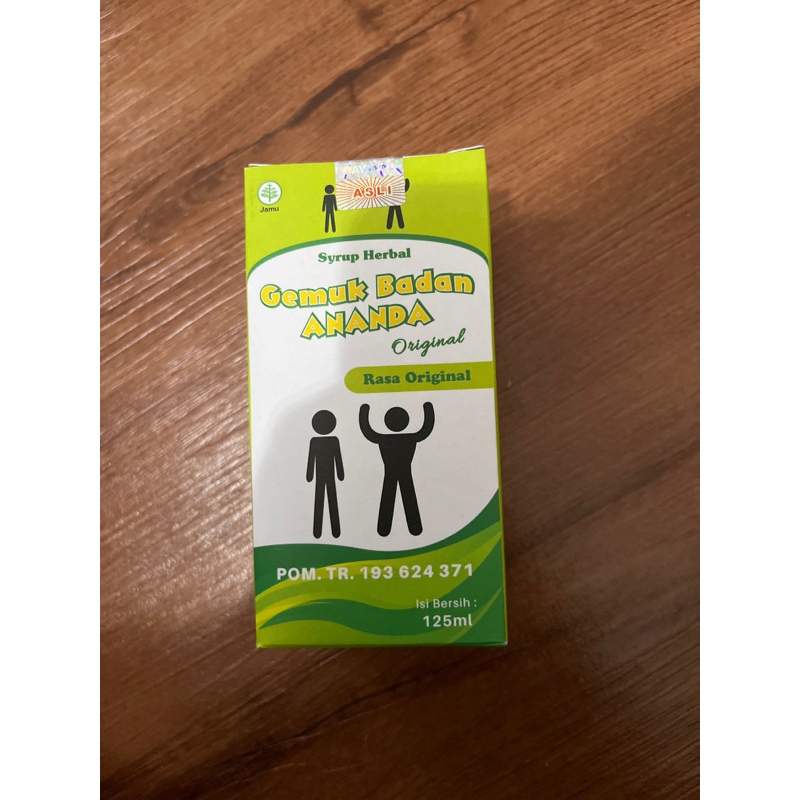 ASLI
Jamu
Syrup Herbal
Gemuk Badan
ANANDA
Original
Rasa Original
POM. TR. 193 624 371
Isi Bersih :
125ml